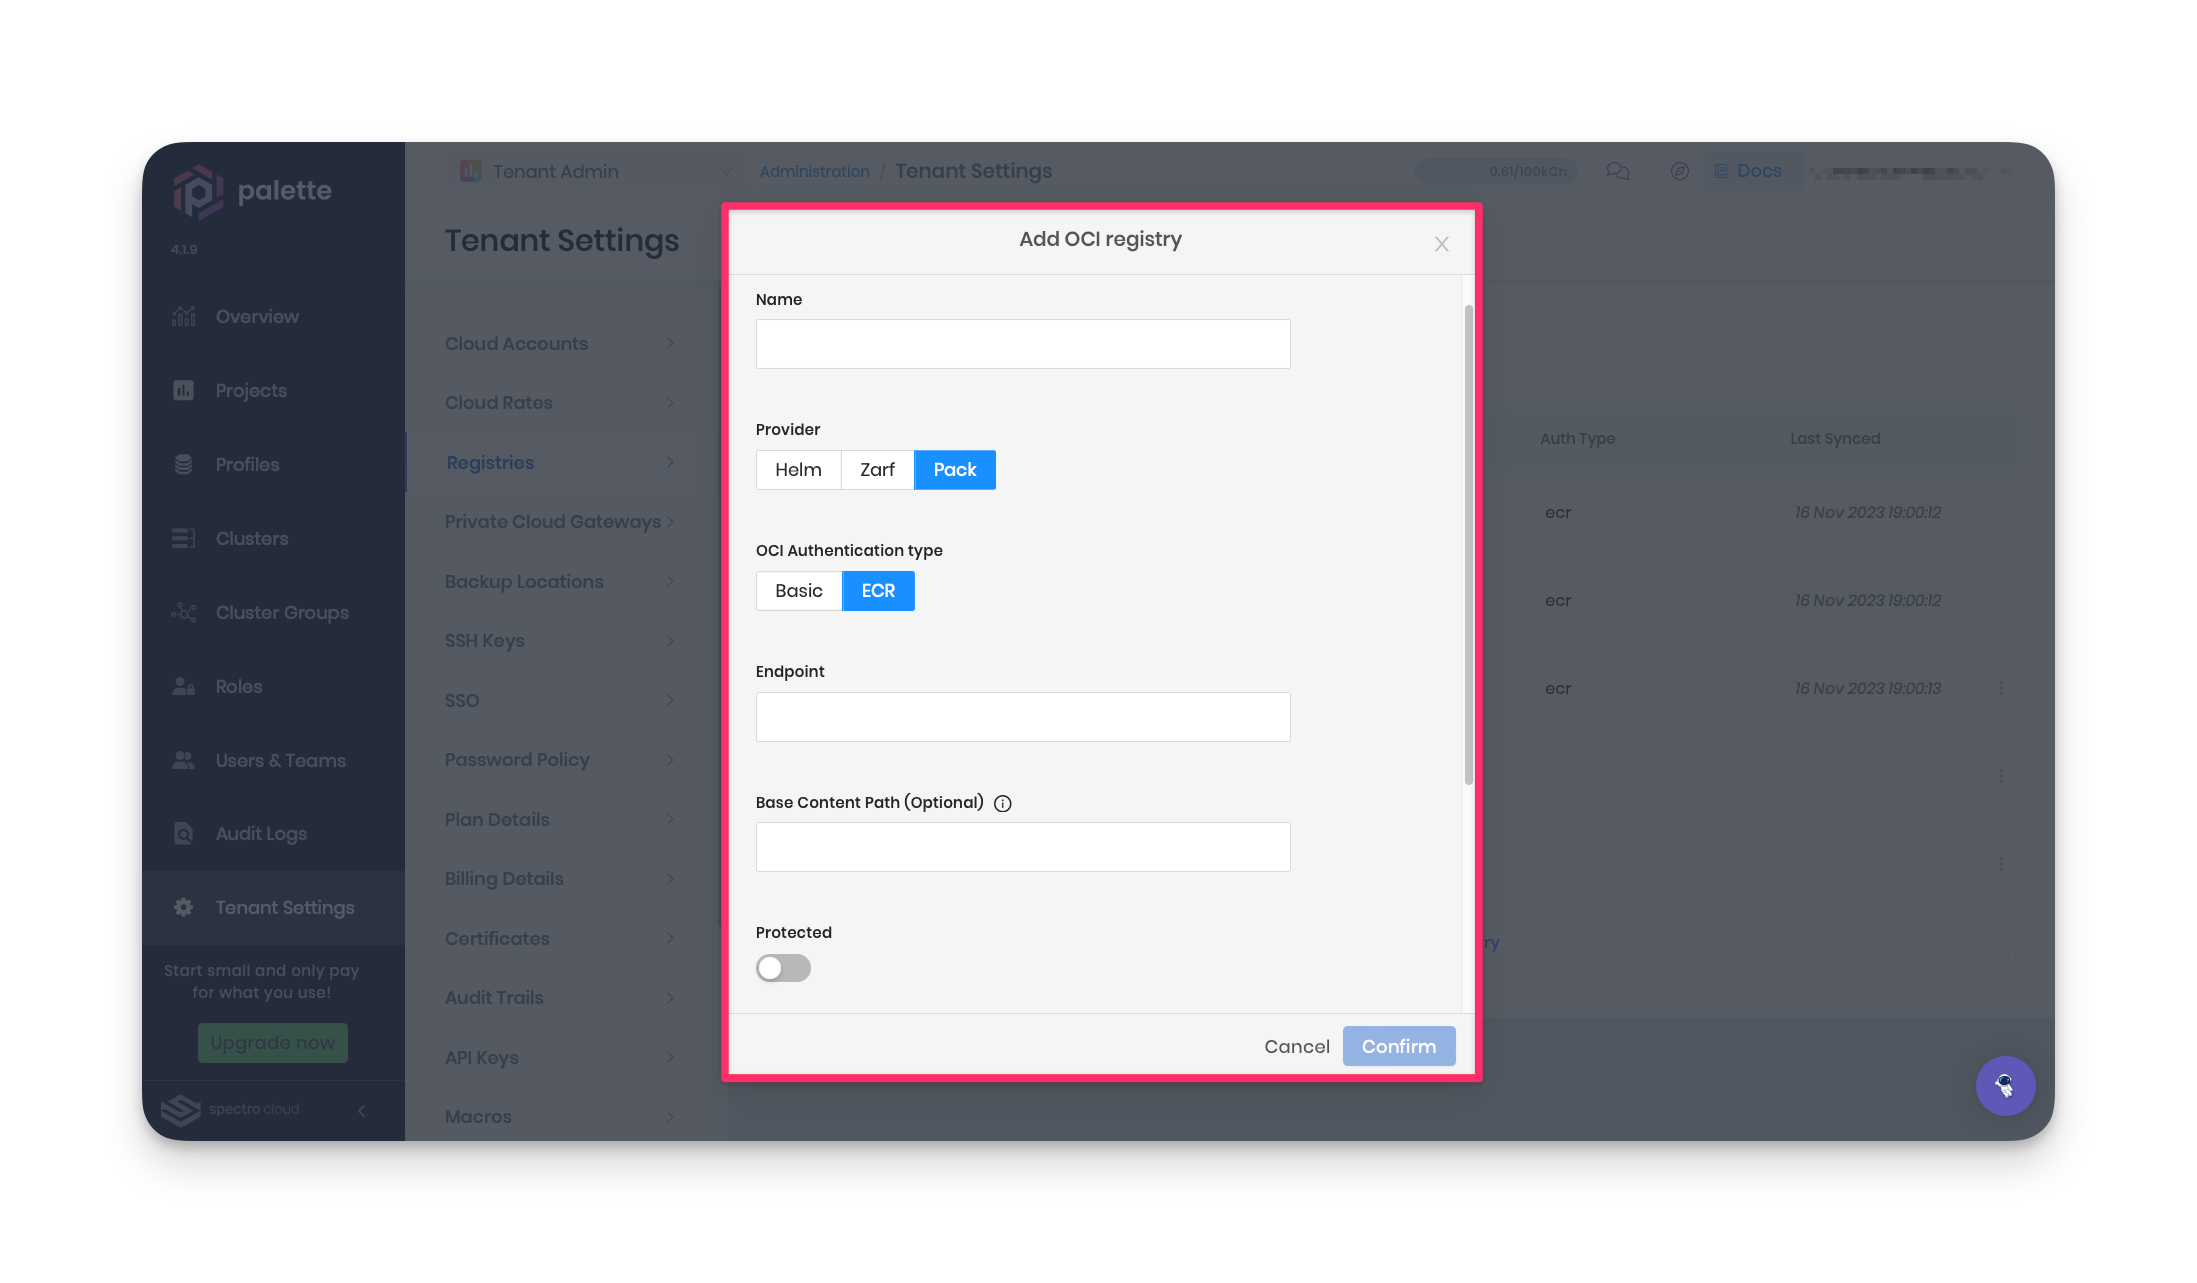 palette
4.1.9
Overview
Projects
Profiles
Clusters
Cluster Groups
Roles
Users & Teams
Audit Logs
Tenant Settings
Start small and only pay
for what you use!
Upgrade now
spectro cloud
Tenant Admin
Administration / Tenant Settings
0.61/100kCh
Docs
Tenant Settings
Cloud Accounts
Cloud Rates
Registries
Private Cloud Gateways
Backup Locations
SSH Keys
SSO
Password Policy
Plan Details
Billing Details
Certificates
Audit Trails
API Keys
Macros
Add OCI registry
Name
Provider
Helm Zarf Pack
OCI Authentication type
Basic ECR
Endpoint
Base Content Path (Optional)
Protected
Cancel Confirm
Auth Type Last Synced
ecr 16 Nov 2023 19:00:12
ecr 16 Nov 2023 19:00:12
ecr 16 Nov 2023 19:00:13
ry